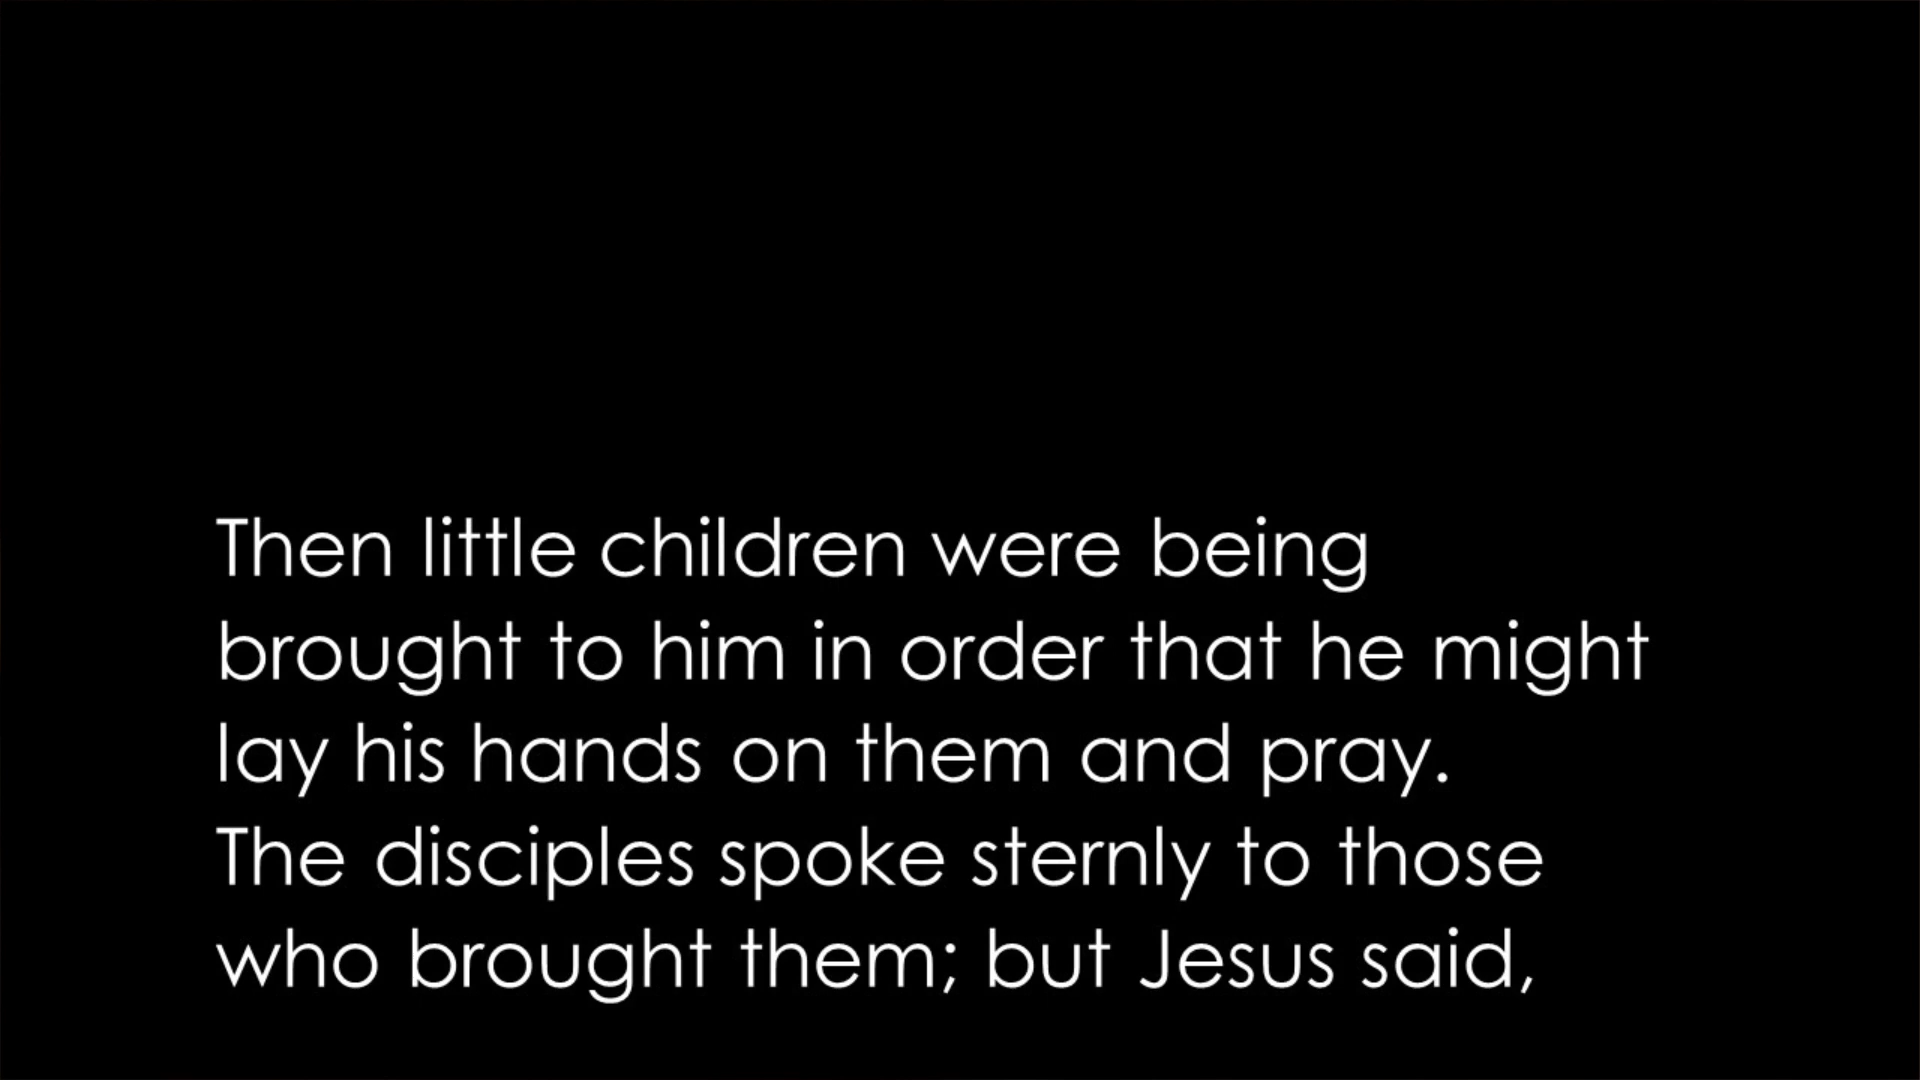 Then little children were being
brought to him in order that he might
lay his hands on them and pray.
The disciples spoke sternly to those
who brought them; but Jesus said,